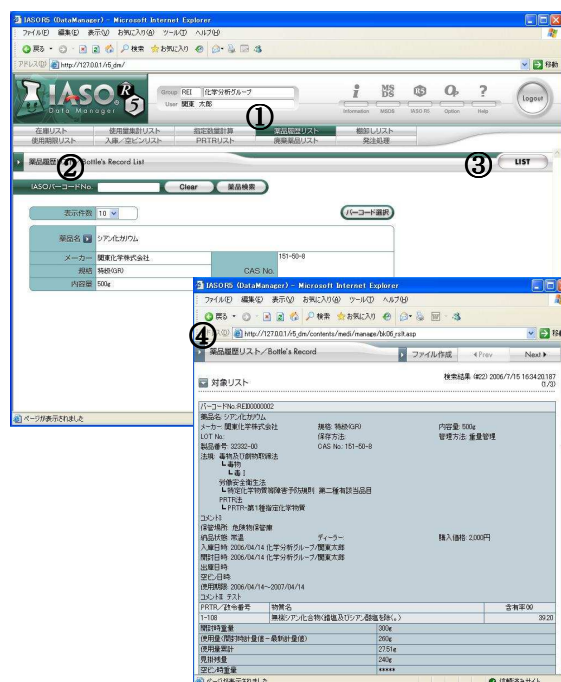 IASO R5 (DataManager) - Microsoft Internet Explorer
ファイル(F) 編集(E) 表示(V) お気に入り(A) ツール(T) ヘルプ(H)
戻る 検索 お気に入り
アドレス(D) http://127.0.0.1/r5_dm/ 移動
IASO R5
Data Manager
Group REI 化学分析グループ
User 関東 太郎
Information MSDS IASO R5 Option Help
Logout
①
在庫リスト 使用量集計リスト 指定数量計算 薬品履歴リスト 棚卸しリスト
使用期限リスト 入庫/空ビンリスト PRTRリスト 廃棄薬品リスト 発注処理
② ③
薬品履歴 Bottle's Record List LIST
IASOバーコードNo. Clear 薬品検索
表示件数 10 バーコード選択
薬品名 シアン化カリウム
メーカー 関東化学株式会社 151-50-8
規格 特級(GR) CAS No.
内容量 500g
ページが表示されました
IASO R5 (DataManager) - Microsoft Internet Explorer
ファイル(F) 編集(E) 表示(V) お気に入り(A) ツール(T) ヘルプ(H)
戻る 検索 お気に入り
④ http://127.0.0.1/r5_dm/contents/medi/manage/bk06_rslt.asp 移動
薬品履歴リスト/Bottle's Record ファイル作成 Prev Next
対象リスト 検索結果 (#22) 2006/7/15 16:34:20.187
(1/3)
バーコードNo. REI0000002
薬品名 シアン化カリウム
メーカー 関東化学株式会社 規格 特級(GR) 内容量 500g
LOT No. 保存方法 管理方法 重量管理
製品番号 32332-00 CAS No. 151-50-8
法規 毒物及び劇物取締法
┗毒物
┗毒 I
労働安全衛生法
┗特定化学物質等障害予防規則 第二種有該当品目
PRTR法
┗PRTR-第1種指定化学物質
コメントI
保管場所 危険物保管庫
納品状態 常温 ディーラー 購入価格 2,000円
入庫日時 2006/04/14 化学分析グループ/関東太郎
開封日時 2006/04/14 化学分析グループ/関東太郎
出庫日時
空ビン日時
使用期限 2006/04/14~2007/04/14
コメントII テスト
PRTR/政令番号 物質名 含有率(%)
1-108 無機シアン化合物(錯塩及びシアン酸塩を除く。) 39.20
開封時重量 300g
使用量(開封時計量値-最新計量値) 260g
使用量累計 27.51g
見掛残量 240g
空ビン時重量 *****
ページが表示されました 信頼済みサイト